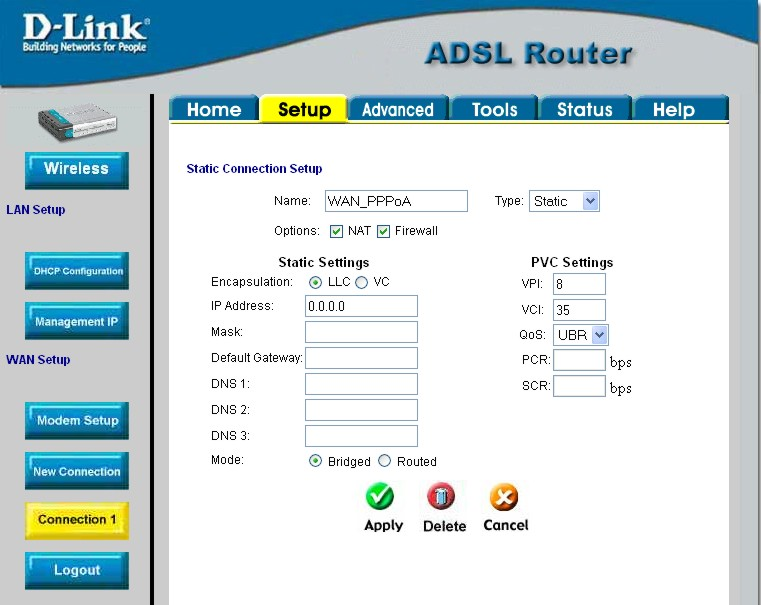 D-Link
Building Networks for People
ADSL Router
Home Setup Advanced Tools Status Help
Wireless
LAN Setup
DHCP Configuration
Management IP
WAN Setup
Modem Setup
New Connection
Connection 1
Logout
Static Connection Setup
Name: WAN_PPPoA Type: Static
Options: NAT Firewall
Static Settings
Encapsulation: LLC VC
IP Address: 0.0.0.0
Mask:
Default Gateway:
DNS 1:
DNS 2:
DNS 3:
Mode: Bridged Routed
PVC Settings
VPI: 8
VCI: 35
QoS: UBR
PCR: bps
SCR: bps
Apply Delete Cancel